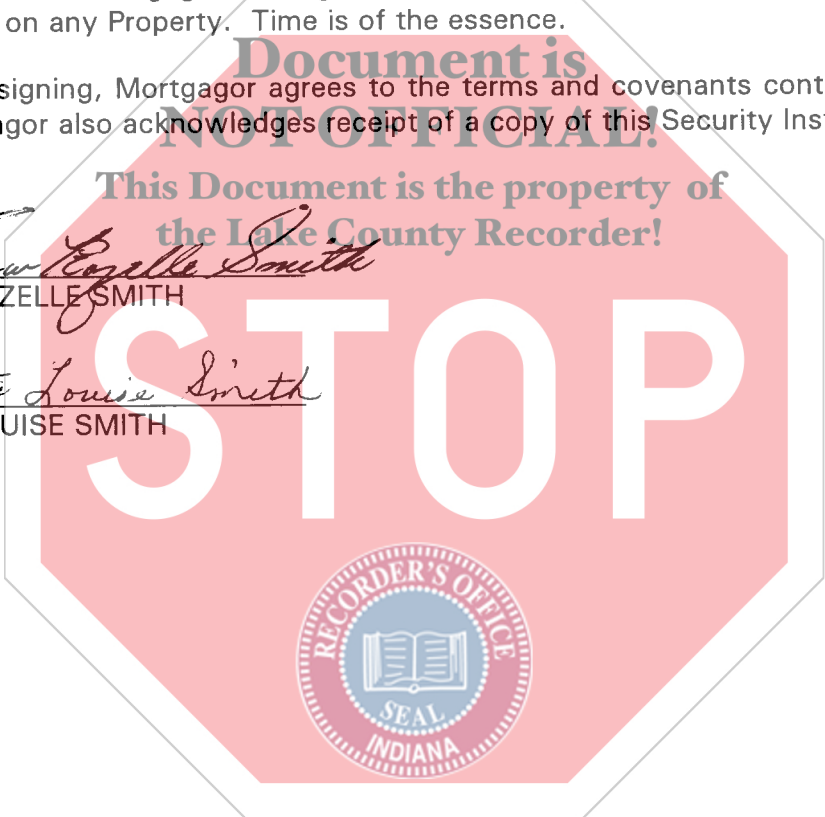 on any Property. Time is of the essence.
Document is
signing, Mortgagor agrees to the terms and covenants cont
NOT OFFICIAL!
gor also acknowledges receipt of a copy of this Security Inst
This Document is the property of
the Lake County Recorder!
Ezelle Smith
ZELLE SMITH
STOP
Louise Smith
UISE SMITH
RECORDER'S OFFICE
SEAL
INDIANA